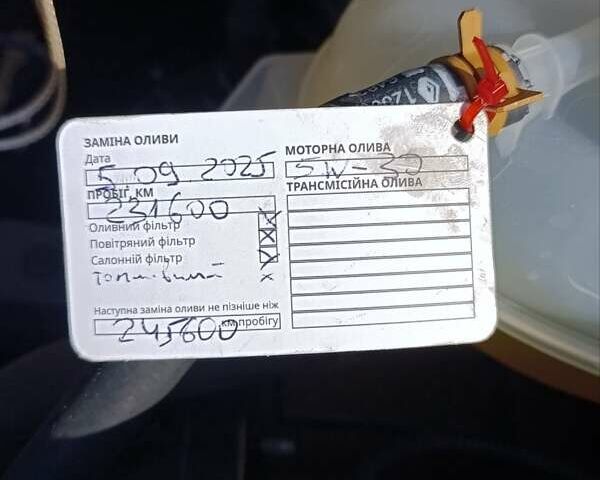 ЗАМІНА ОЛИВИ
Дата
5 09 2025
ПРОБІГ, КМ
231600
Оливний фільтр
Повітряний фільтр
Салонній фільтр
Топливний
Наступна заміна оливи не пізніше ніж
245600 км пробігу
МОТОРНА ОЛИВА
5W-30
ТРАНСМІСІЙНА ОЛИВА